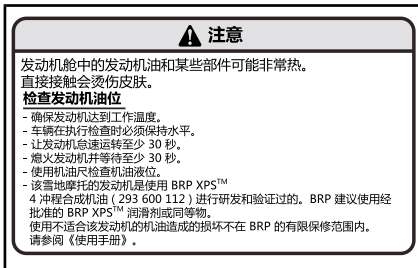 注意
发动机舱中的发动机油和某些部件可能非常热。
直接接触会烫伤皮肤。
检查发动机油位
- 确保发动机达到工作温度。
- 车辆在执行检查时必须保持水平。
- 让发动机怠速运转至少 30 秒。
- 熄火发动机并等待至少 30 秒。
- 使用机油尺检查机油液位。
- 该雪地摩托的发动机是使用 BRP XPS™
4 冲程合成机油 ( 293 600 112 ) 进行研发和验证过的。BRP 建议使用经
批准的 BRP XPS™ 润滑剂或同等物。
使用不适合该发动机的机油造成的损坏不在 BRP 的有限保修范围内。
请参阅《使用手册》。